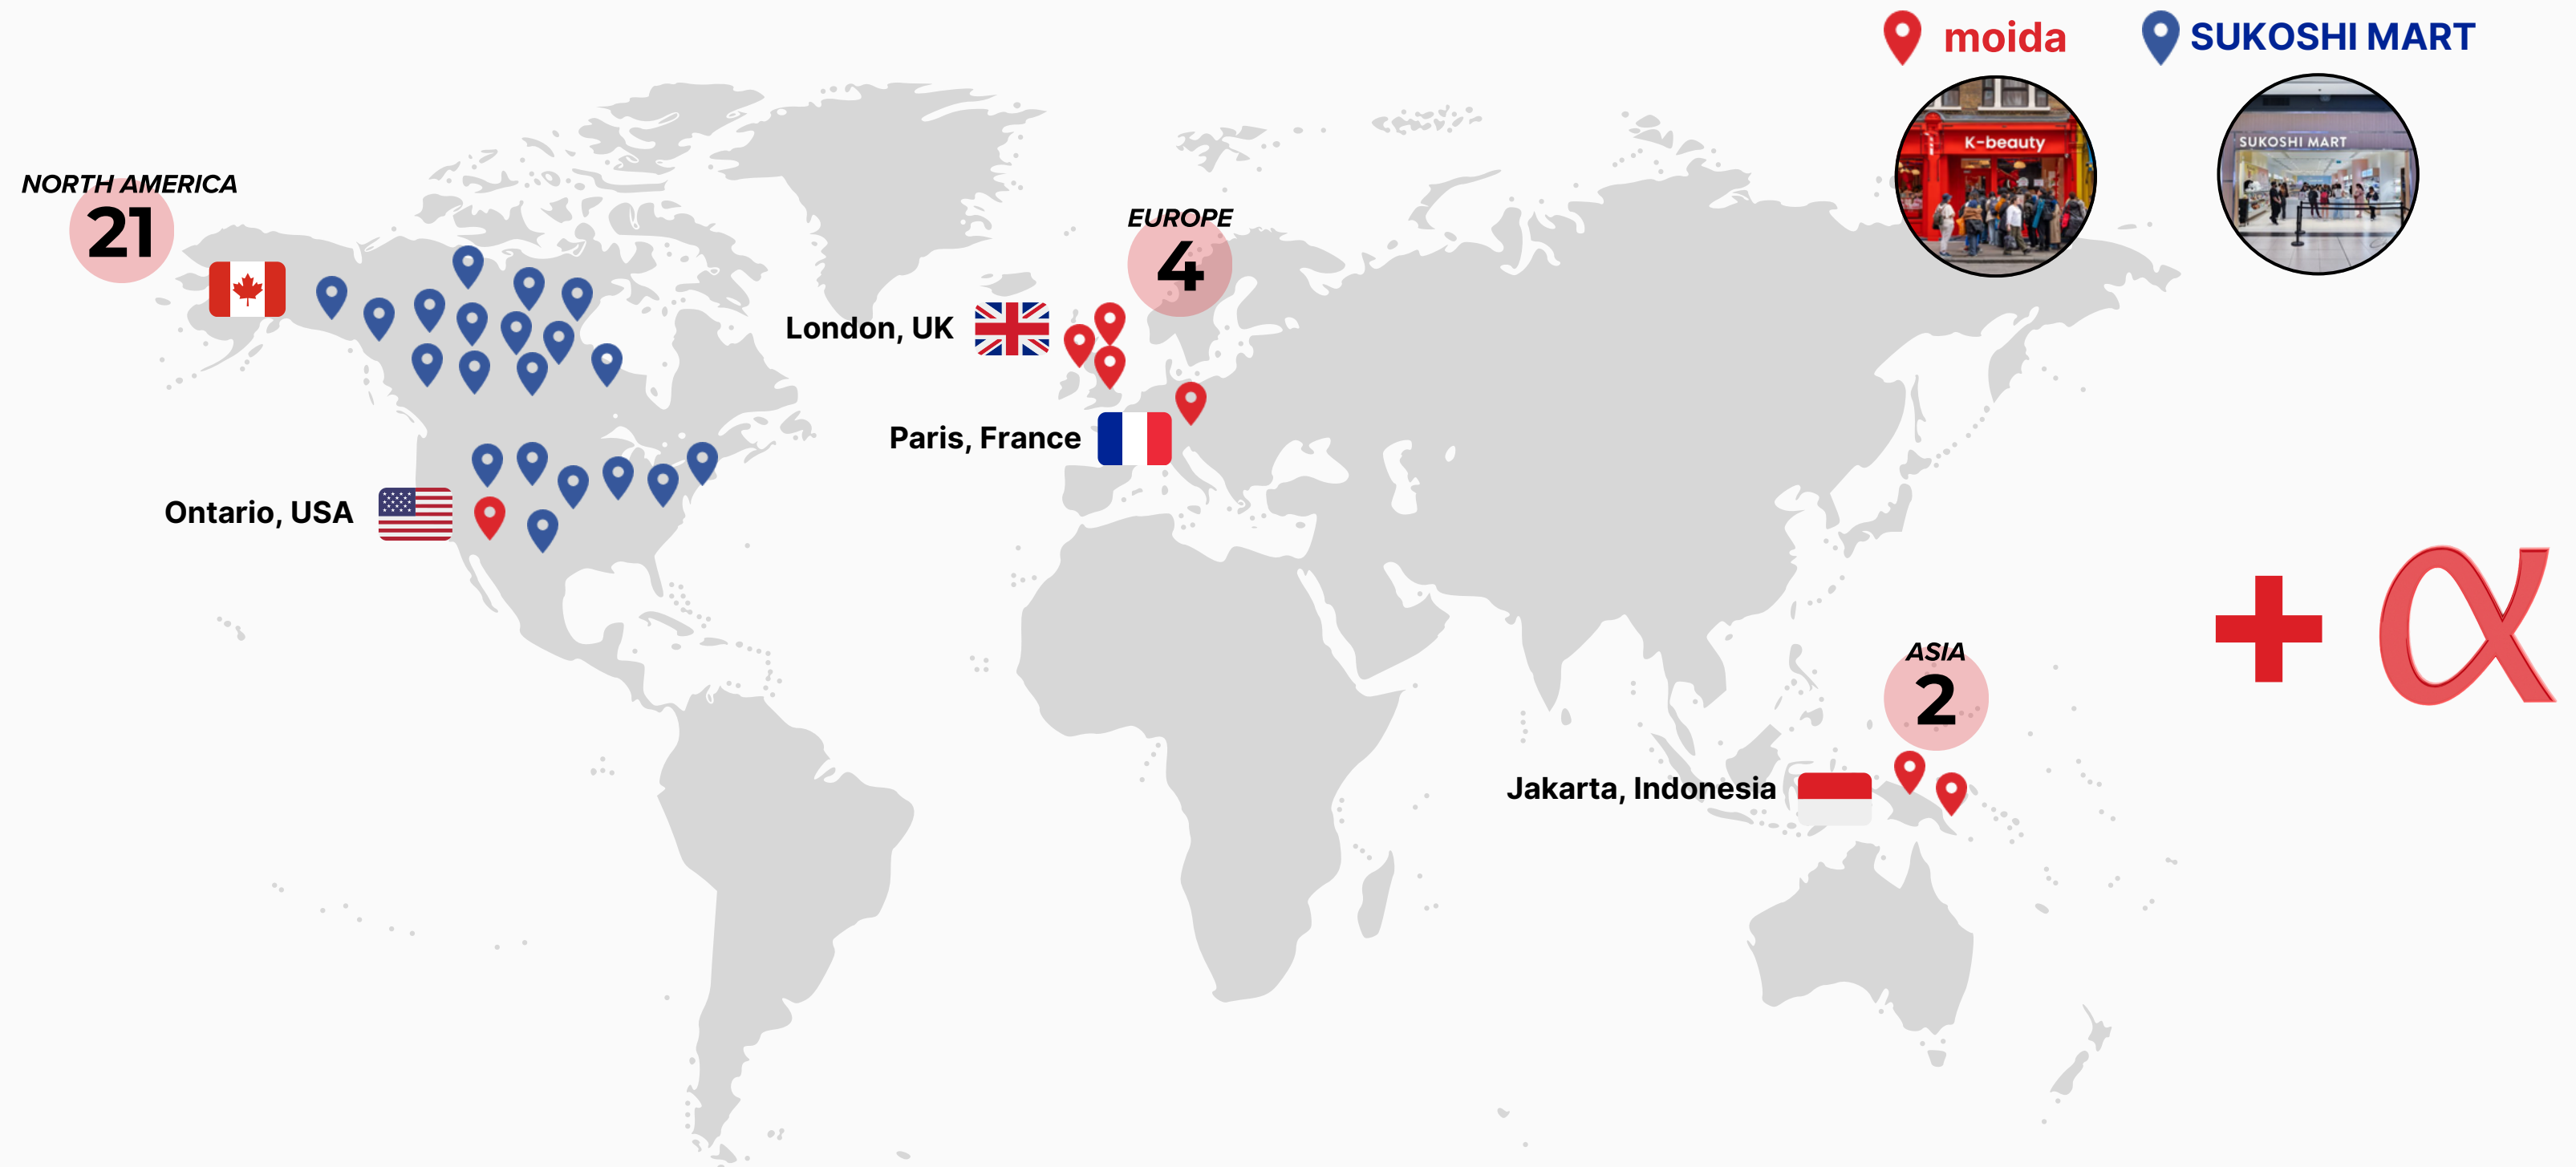 moida
SUKOSHI MART
K-beauty
SUKOSHI MART
NORTH AMERICA
21
EUROPE
4
London, UK
Paris, France
Ontario, USA
+ α
ASIA
2
Jakarta, Indonesia